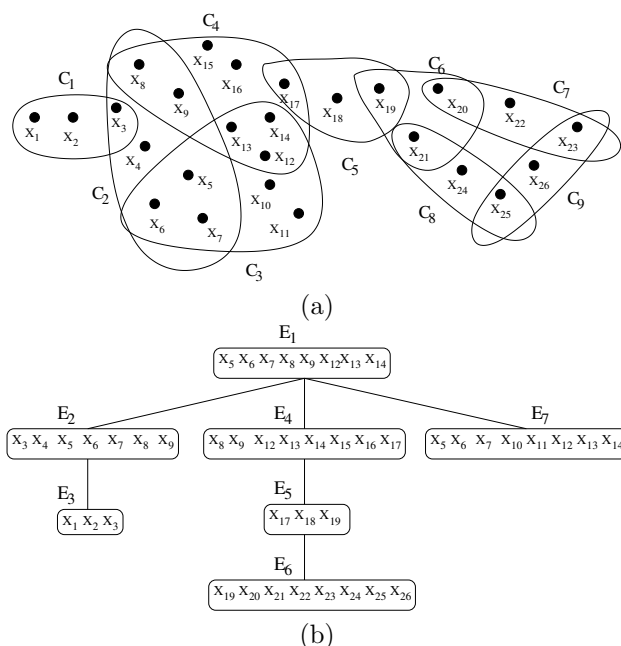 C₄
C₁ X₁₅ C₆ C₇
X₈ X₁₆
X₉ X₁₇ X₁₈ X₁₉ X₂₀ X₂₂
X₁ X₂ X₃ X₁₃ X₁₄ X₂₃
X₄ X₁₂ C₅ X₂₁
C₂ X₅ X₁₀ X₂₄ X₂₆
X₆ X₇ X₁₁ C₈ X₂₅ C₉
C₃
(a)
E₁
X₅ X₆ X₇ X₈ X₉ X₁₂ X₁₃ X₁₄
E₂ E₄ E₇
X₃ X₄ X₅ X₆ X₇ X₈ X₉ X₈ X₉ X₁₂ X₁₃ X₁₄ X₁₅ X₁₆ X₁₇ X₅ X₆ X₇ X₁₀ X₁₁ X₁₂ X₁₃ X₁₄
E₃ E₅
X₁ X₂ X₃ X₁₇ X₁₈ X₁₉
E₆
X₁₉ X₂₀ X₂₁ X₂₂ X₂₃ X₂₄ X₂₅ X₂₆
(b)